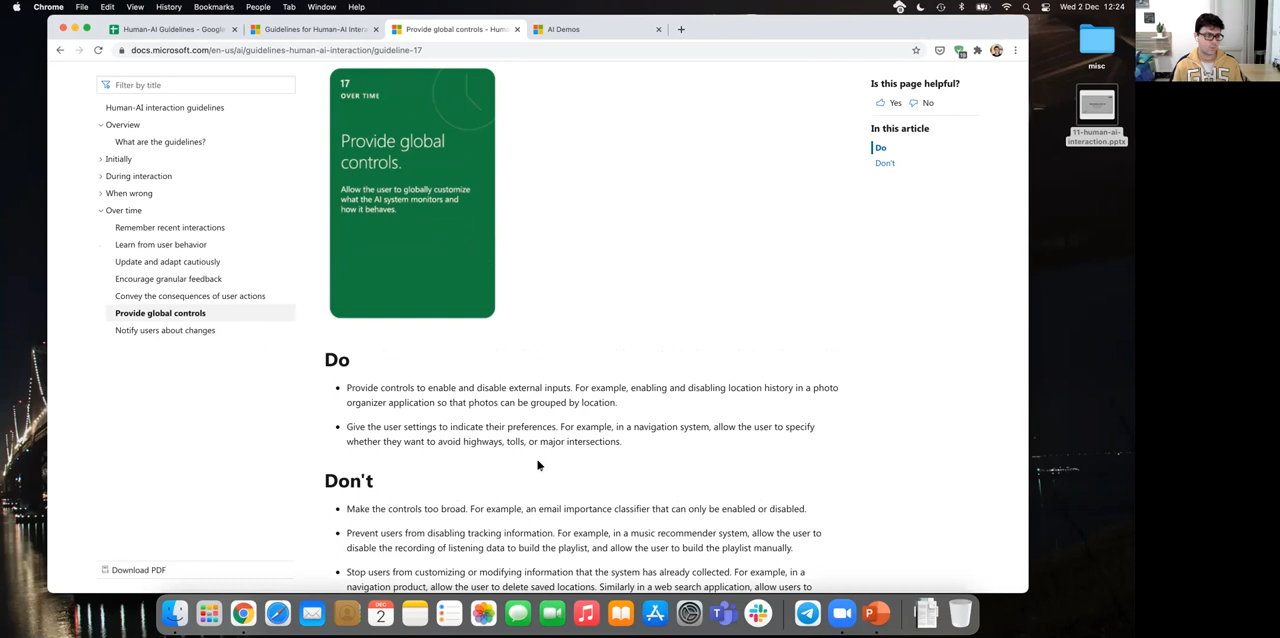 Chrome File Edit View History Bookmarks People Tab Window Help
Wed 2 Dec 12:24
Human-AI Guidelines - Google
Guidelines for Human-AI Intera
Provide global controls - Huma
AI Demos
docs.microsoft.com/en-us/ai/guidelines-human-ai-interaction/guideline-17
misc
11-human-ai-
interaction.pptx
Filter by title
Human-AI interaction guidelines
Overview
What are the guidelines?
Initially
During interaction
When wrong
Over time
Remember recent interactions
Learn from user behavior
Update and adapt cautiously
Encourage granular feedback
Convey the consequences of user actions
Provide global controls
Notify users about changes
Download PDF
17
OVER TIME
Provide global
controls.
Allow the user to globally customize
what the AI system monitors and
how it behaves.
Do
• Provide controls to enable and disable external inputs. For example, enabling and disabling location history in a photo
organizer application so that photos can be grouped by location.
• Give the user settings to indicate their preferences. For example, in a navigation system, allow the user to specify
whether they want to avoid highways, tolls, or major intersections.
Don't
• Make the controls too broad. For example, an email importance classifier that can only be enabled or disabled.
• Prevent users from disabling tracking information. For example, in a music recommender system, allow the user to
disable the recording of listening data to build the playlist, and allow the user to build the playlist manually.
• Stop users from customizing or modifying information that the system has already collected. For example, in a
navigation product, allow the user to delete saved locations. Similarly in a web search application, allow users to
Is this page helpful?
Yes No
In this article
Do
Don't
DEC
2